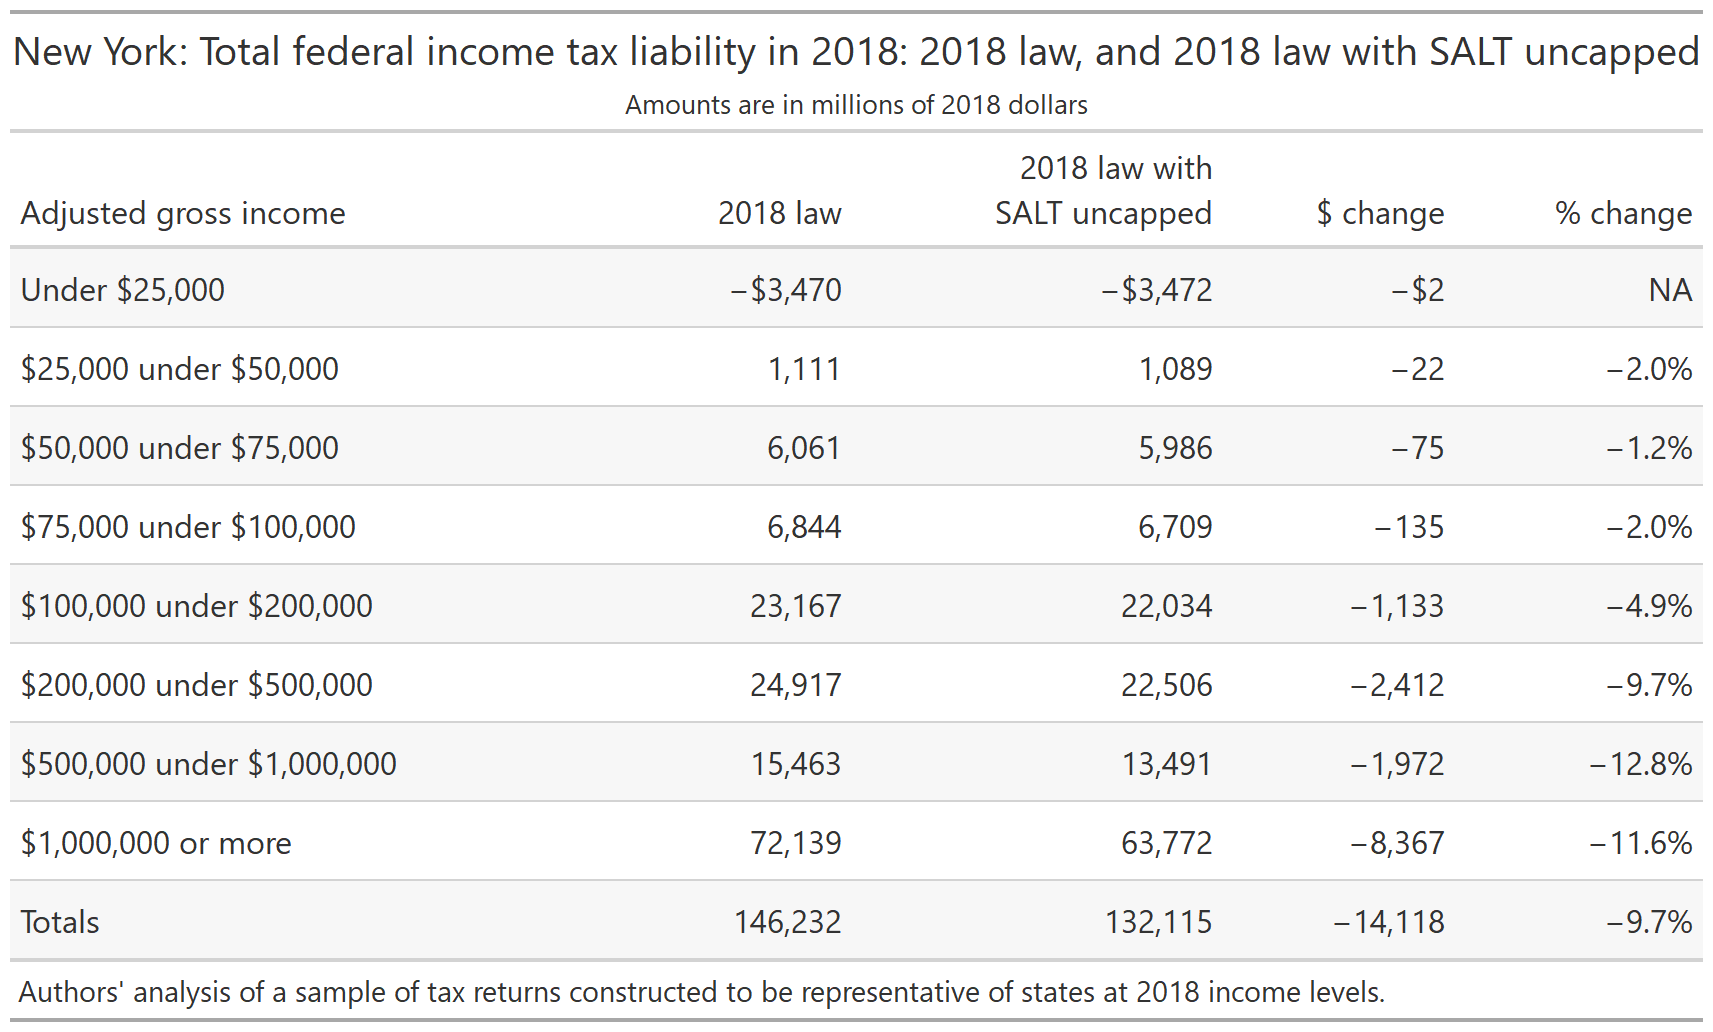 New York: Total federal income tax liability in 2018: 2018 law, and 2018 law with SALT uncapped
Amounts are in millions of 2018 dollars
2018 law with
Adjusted gross income 2018 law SALT uncapped $ change % change
Under $25,000 −$3,470 −$3,472 −$2 NA
$25,000 under $50,000 1,111 1,089 −22 −2.0%
$50,000 under $75,000 6,061 5,986 −75 −1.2%
$75,000 under $100,000 6,844 6,709 −135 −2.0%
$100,000 under $200,000 23,167 22,034 −1,133 −4.9%
$200,000 under $500,000 24,917 22,506 −2,412 −9.7%
$500,000 under $1,000,000 15,463 13,491 −1,972 −12.8%
$1,000,000 or more 72,139 63,772 −8,367 −11.6%
Totals 146,232 132,115 −14,118 −9.7%
Authors' analysis of a sample of tax returns constructed to be representative of states at 2018 income levels.